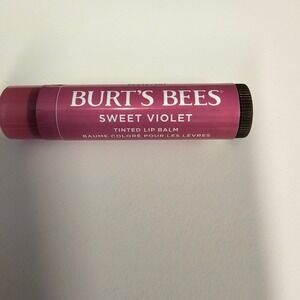 BURT'S BEES
SWEET VIOLET
TINTED LIP BALM
BAUME COLORÉ POUR LES LÈVRES